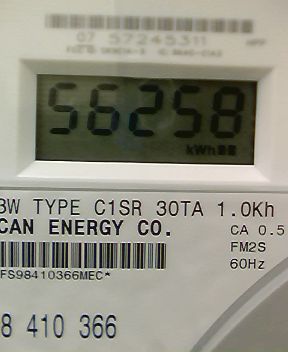 07 57245311
56258
kWh
3W TYPE C1SR 30TA 1.0Kh
CAN ENERGY CO.
CA 0.5
FM2S
60Hz
FS98410366MEC*
8 410 366